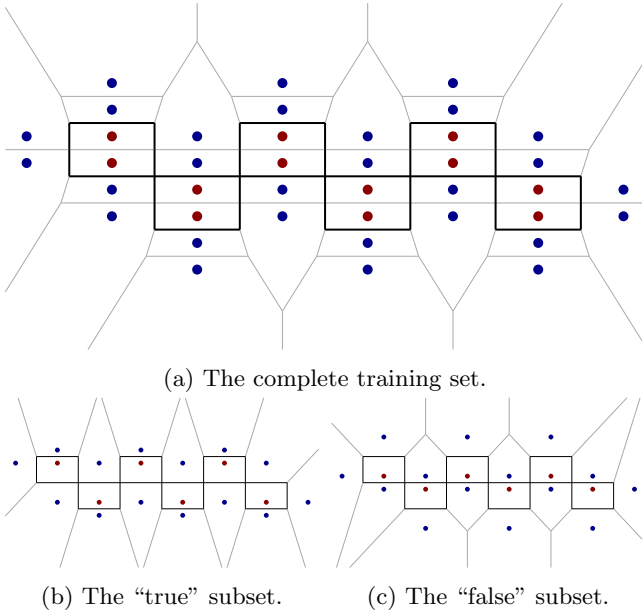 (a) The complete training set.
(b) The “true” subset.
(c) The “false” subset.